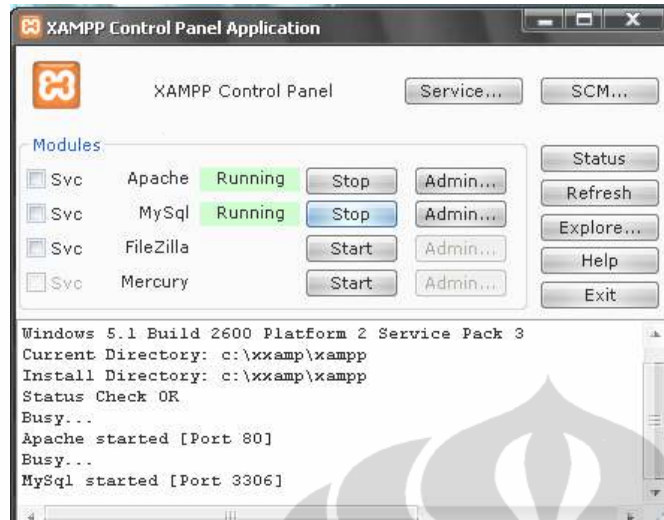 XAMPP Control Panel Application
XAMPP Control Panel Service... SCM...
Modules
Svc Apache Running Stop Admin...
Svc MySql Running Stop Admin...
Svc FileZilla Start Admin...
Svc Mercury Start Admin...
Status
Refresh
Explore...
Help
Exit
Windows 5.1 Build 2600 Platform 2 Service Pack 3
Current Directory: c:\xxamp\xampp
Install Directory: c:\xxamp\xampp
Status Check OK
Busy...
Apache started [Port 80]
Busy...
MySql started [Port 3306]